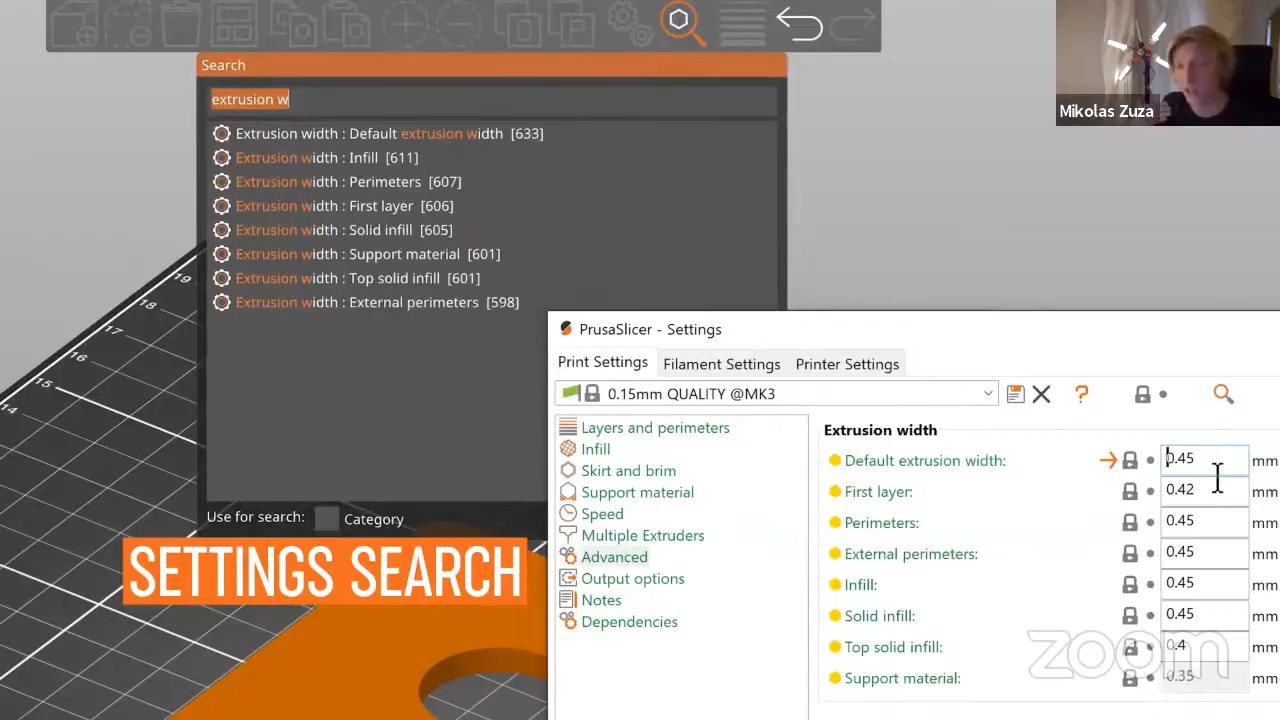 Search
extrusion w
Extrusion width : Default extrusion width [633]
Extrusion width : Infill [611]
Extrusion width : Perimeters [607]
Extrusion width : First layer [606]
Extrusion width : Solid infill [605]
Extrusion width : Support material [601]
Extrusion width : Top solid infill [601]
Extrusion width : External perimeters [598]
Use for search: Category
SETTINGS SEARCH
Mikolas Zuza
19
18
17
16
15
14
PrusaSlicer - Settings
Print Settings Filament Settings Printer Settings
0.15mm QUALITY @MK3
?
Layers and perimeters
Infill
Skirt and brim
Support material
Speed
Multiple Extruders
Advanced
Output options
Notes
Dependencies
Extrusion width
Default extrusion width: 0.45 mm
First layer: 0.42 mm
Perimeters: 0.45 mm
External perimeters: 0.45 mm
Infill: 0.45 mm
Solid infill: 0.45 mm
Top solid infill: 0.4 mm
Support material: 0.35 mm
zoom